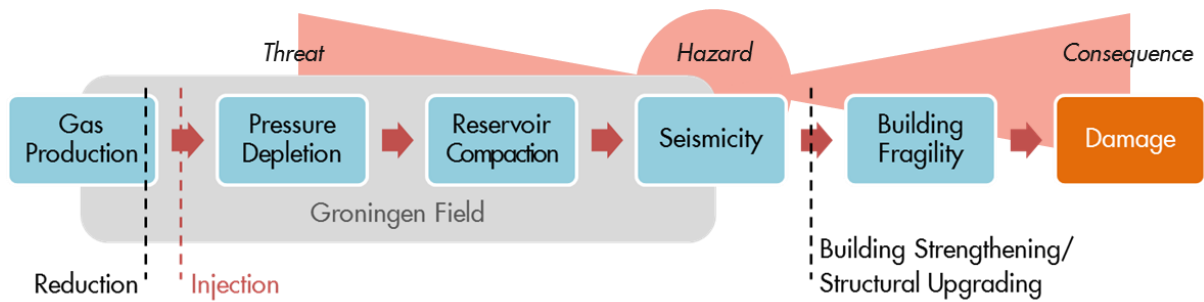 Threat
Hazard
Consequence
Gas
Production
Pressure
Depletion
Reservoir
Compaction
Seismicity
Building
Fragility
Damage
Groningen Field
Reduction
Injection
Building Strengthening/
Structural Upgrading